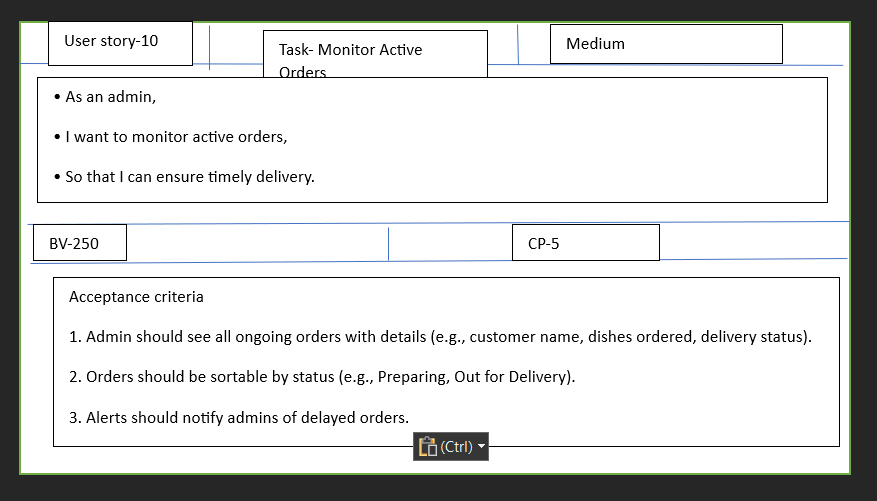 User story-10
Task- Monitor Active
Orders
Medium
• As an admin,
• I want to monitor active orders,
• So that I can ensure timely delivery.
BV-250
CP-5
Acceptance criteria
1. Admin should see all ongoing orders with details (e.g., customer name, dishes ordered, delivery status).
2. Orders should be sortable by status (e.g., Preparing, Out for Delivery).
3. Alerts should notify admins of delayed orders.
(Ctrl)